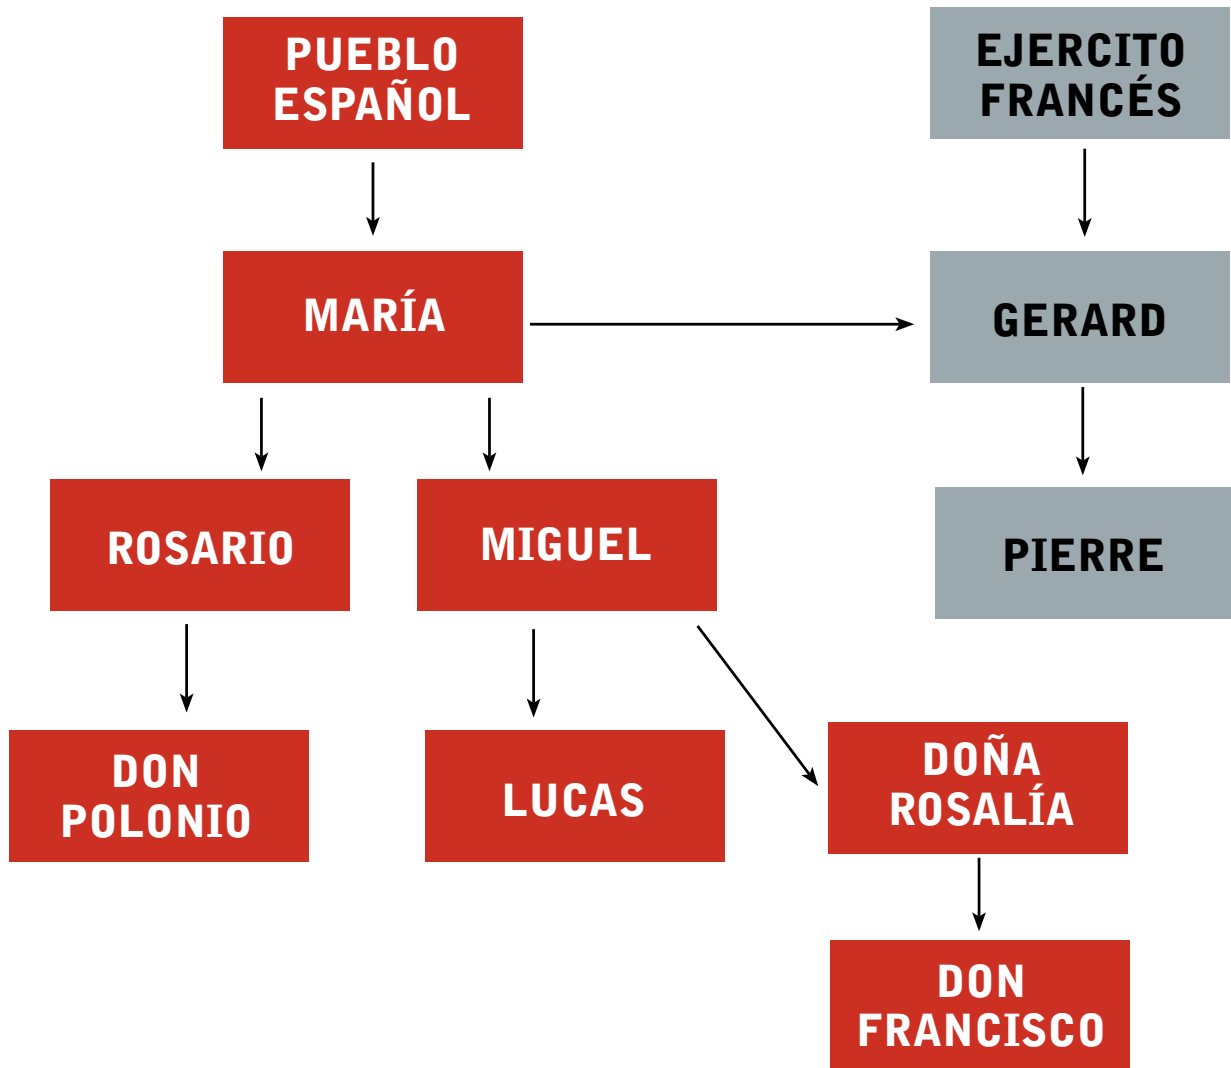 PUEBLO
ESPAÑOL
EJERCITO
FRANCÉS
MARÍA
GERARD
ROSARIO
MIGUEL
PIERRE
DON
POLONIO
LUCAS
DOÑA
ROSALÍA
DON
FRANCISCO